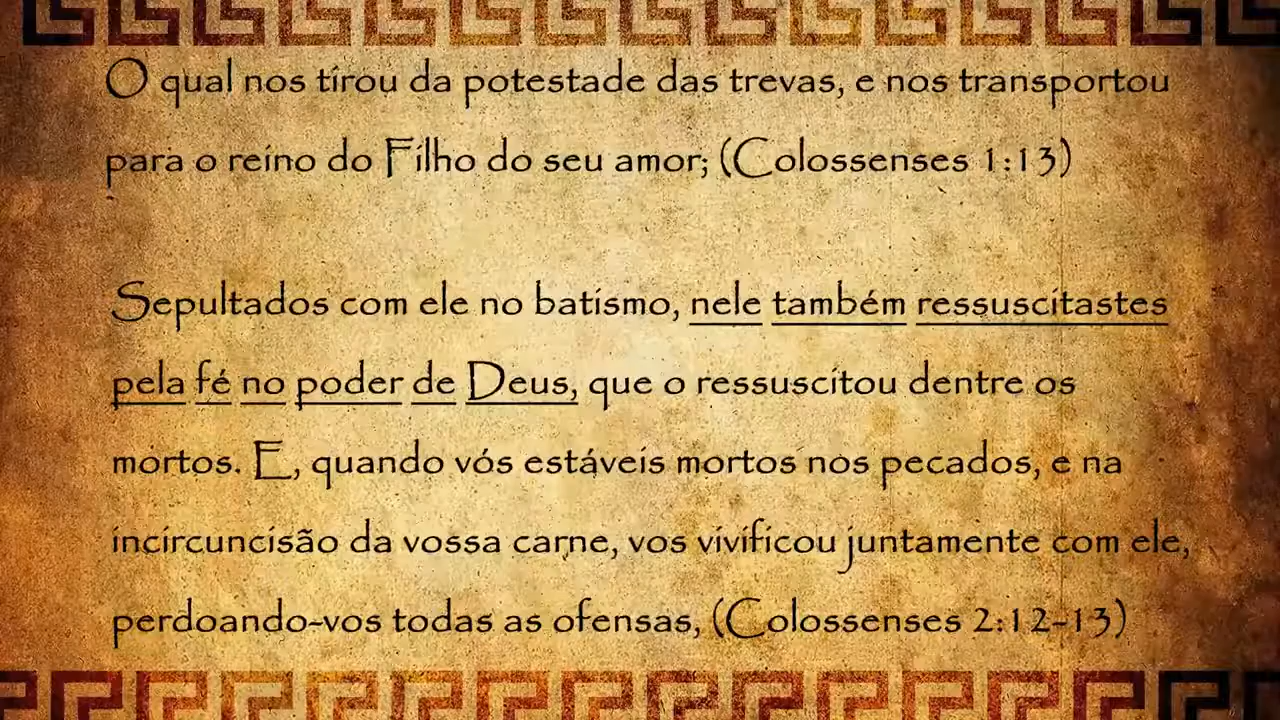 O qual nos tirou da potestade das trevas, e nos transportou
para o reino do Filho do seu amor; (Colossenses 1:13)
Sepultados com ele no batismo, nele também ressuscitastes
pela fé no poder de Deus, que o ressuscitou dentre os
mortos. E, quando vós estáveis mortos nos pecados, e na
incircuncisão da vossa carne, vos vivificou juntamente com ele,
perdoando-vos todas as ofensas, (Colossenses 2:12-13)